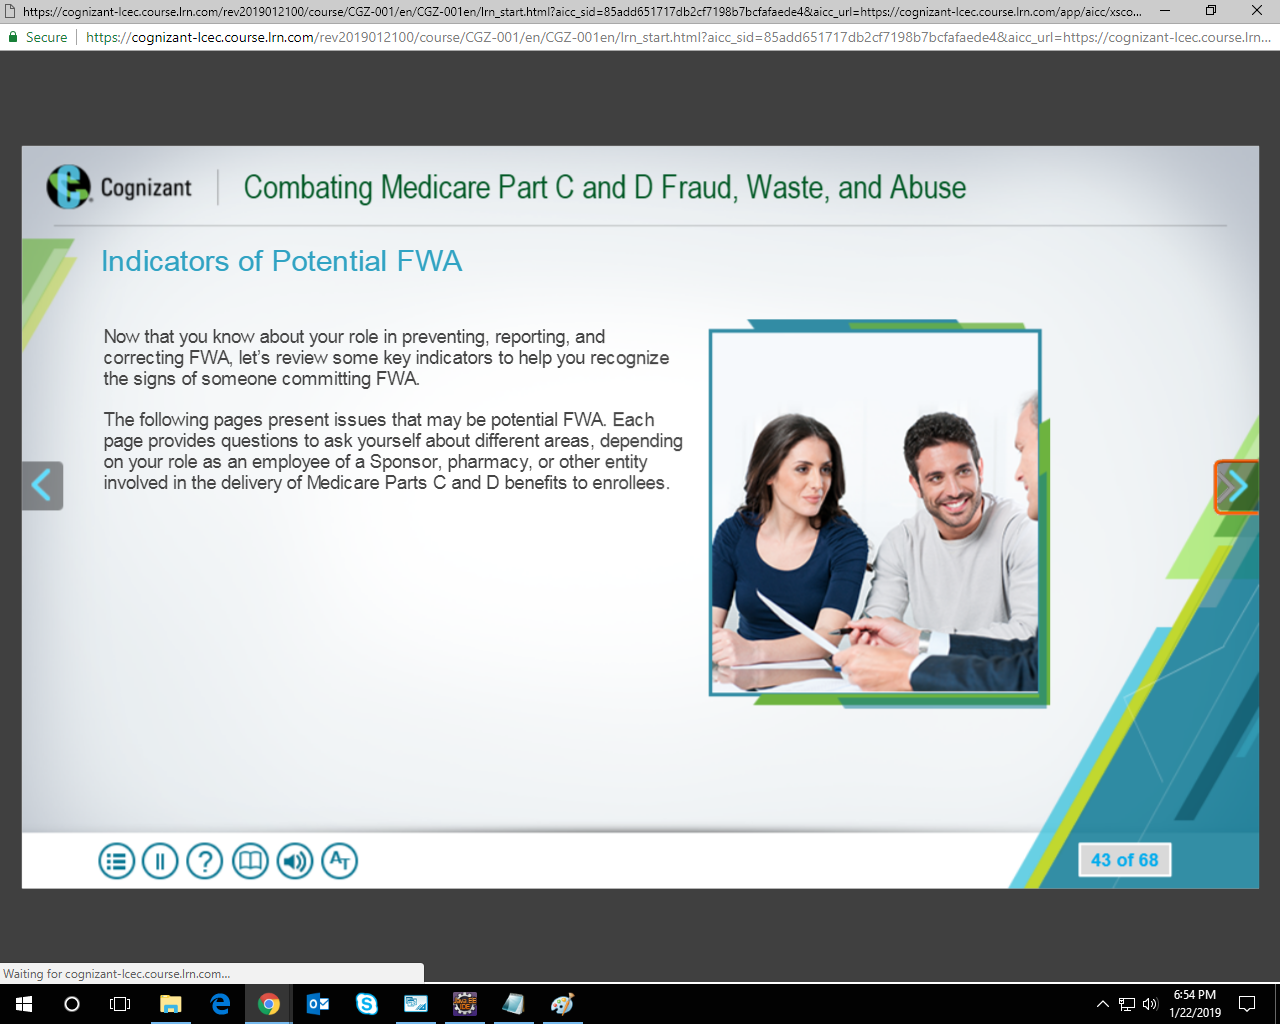 https://cognizant-lcec.course.lrn.com/rev2019012100/course/CGZ-001/en/CGZ-001en/lrn_start.html?aicc_sid=85add651717db2cf7198b7bcfafaede4&aicc_url=https://cognizant-lcec.course.lrn.com/app/aicc/xsco...
Secure https://cognizant-lcec.course.lrn.com/rev2019012100/course/CGZ-001/en/CGZ-001en/lrn_start.html?aicc_sid=85add651717db2cf7198b7bcfafaede4&aicc_url=https://cognizant-lcec.course.lrn...
Cognizant Combating Medicare Part C and D Fraud, Waste, and Abuse
Indicators of Potential FWA
Now that you know about your role in preventing, reporting, and
correcting FWA, let’s review some key indicators to help you recognize
the signs of someone committing FWA.
The following pages present issues that may be potential FWA. Each
page provides questions to ask yourself about different areas, depending
on your role as an employee of a Sponsor, pharmacy, or other entity
involved in the delivery of Medicare Parts C and D benefits to enrollees.
43 of 68
Waiting for cognizant-lcec.course.lrn.com...
6:54 PM
1/22/2019